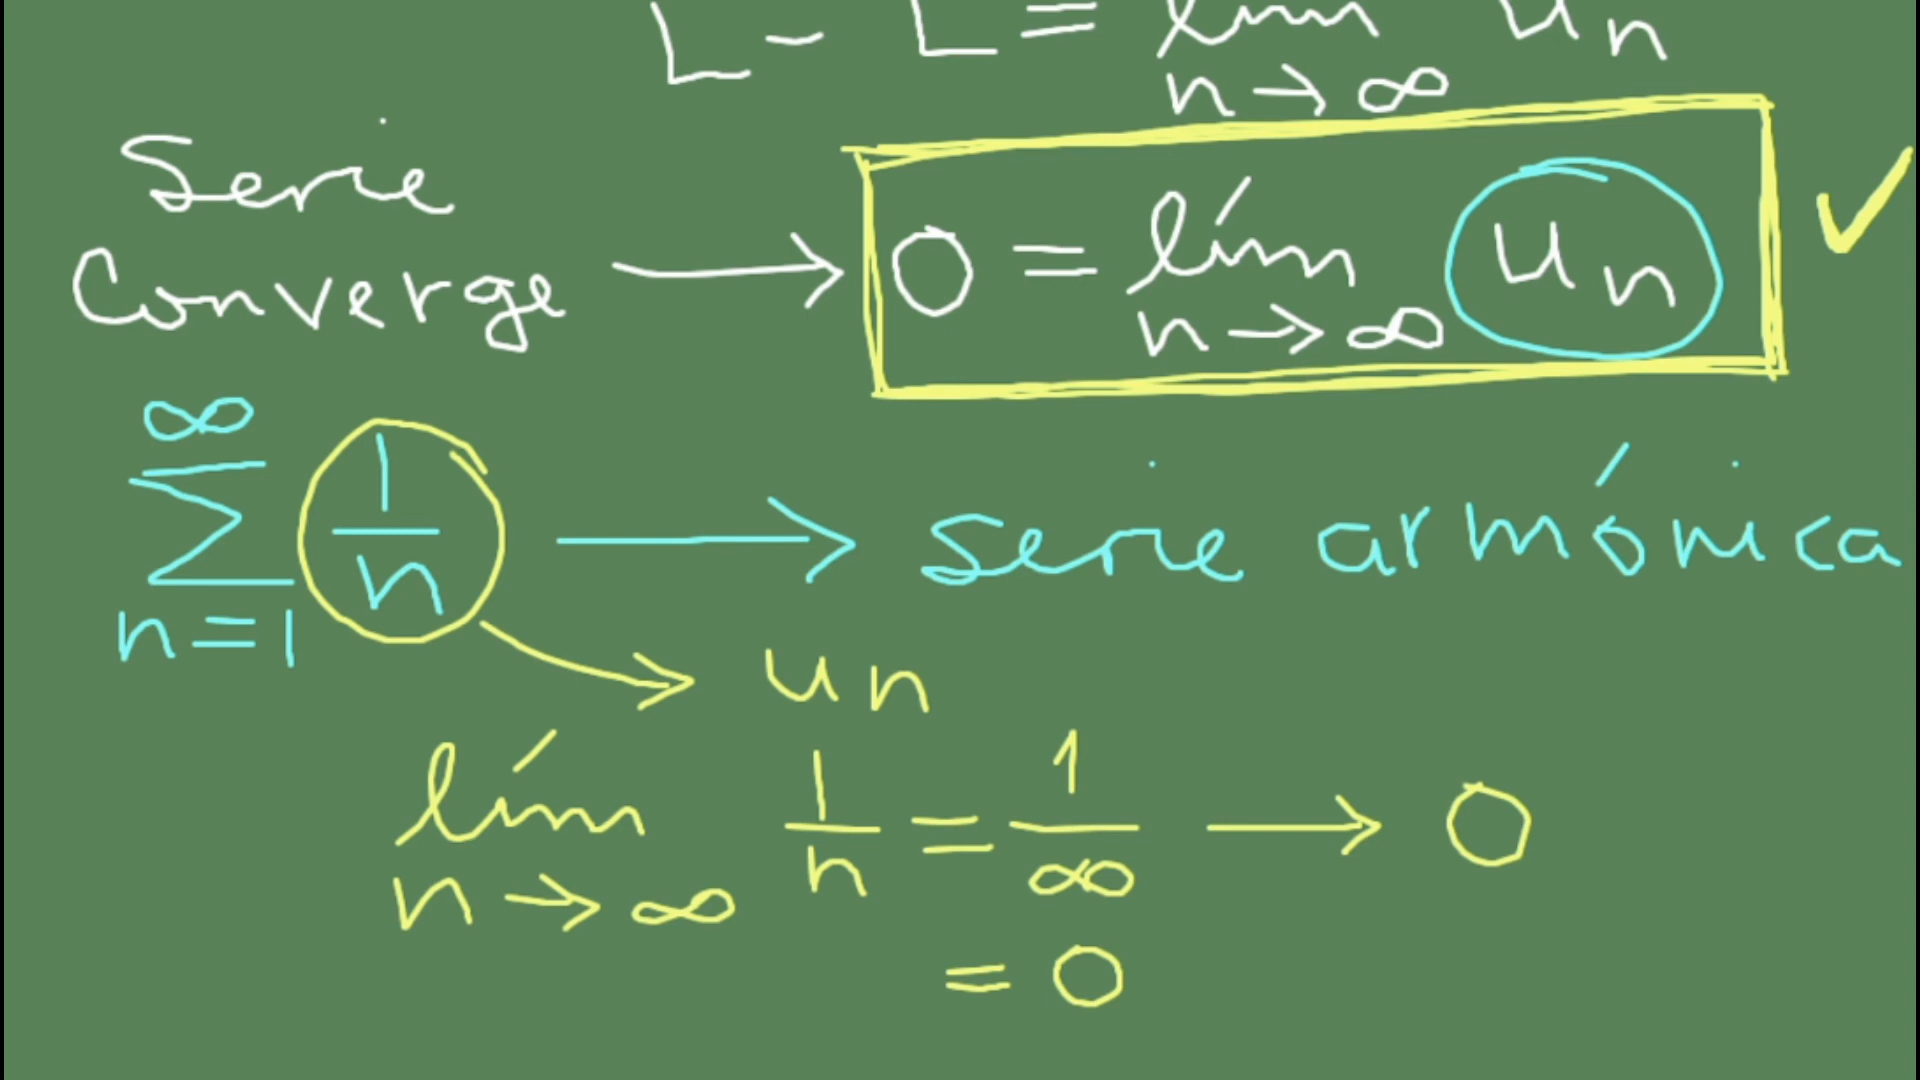 L - L = lím uₙ
n → ∞
Serie
Converge → 0 = lím uₙ
n → ∞
∞
∑ 1/n → Serie armónica
n = 1
uₙ
lím 1/n = 1/∞ → 0
n → ∞
= 0